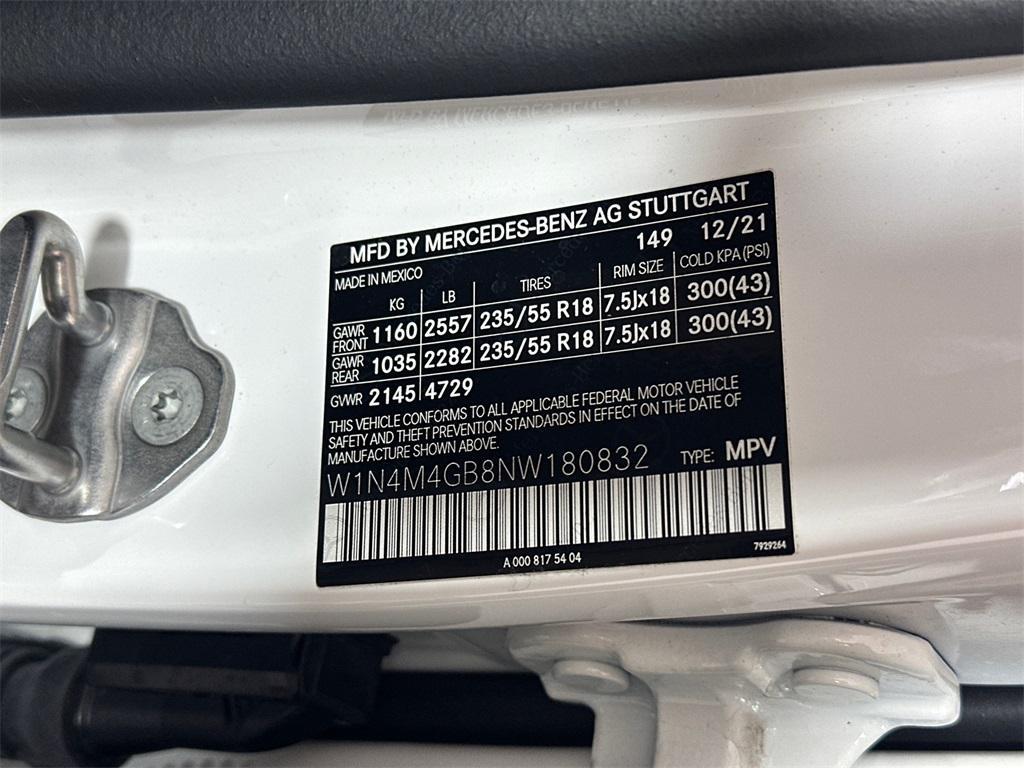 MFD BY MERCEDES-BENZ AG STUTTGART
MADE IN MEXICO 149 12/21
KG LB TIRES RIM SIZE COLD KPA (PSI)
GAWR FRONT 1160 2557 235/55 R18 7.5Jx18 300(43)
GAWR REAR 1035 2282 235/55 R18 7.5Jx18 300(43)
GVWR 2145 4729
THIS VEHICLE CONFORMS TO ALL APPLICABLE FEDERAL MOTOR VEHICLE
SAFETY AND THEFT PREVENTION STANDARDS IN EFFECT ON THE DATE OF
MANUFACTURE SHOWN ABOVE.
W1N4M4GB8NW180832 TYPE: MPV
A 000 817 54 04 7929264